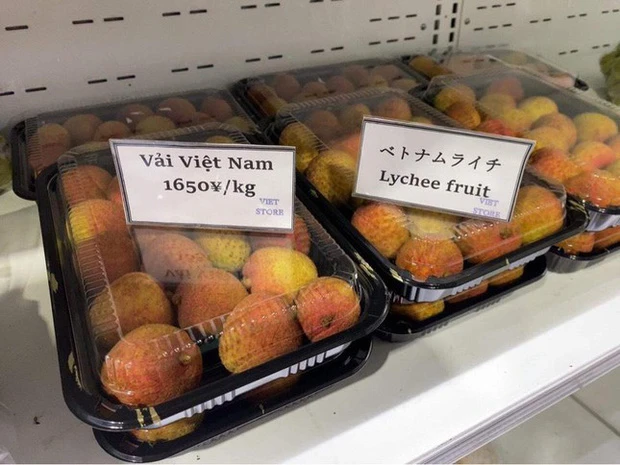 Vải Việt Nam
1650¥/kg
VIET
STORE
ベトナムライチ
Lychee fruit
VIET
STORE